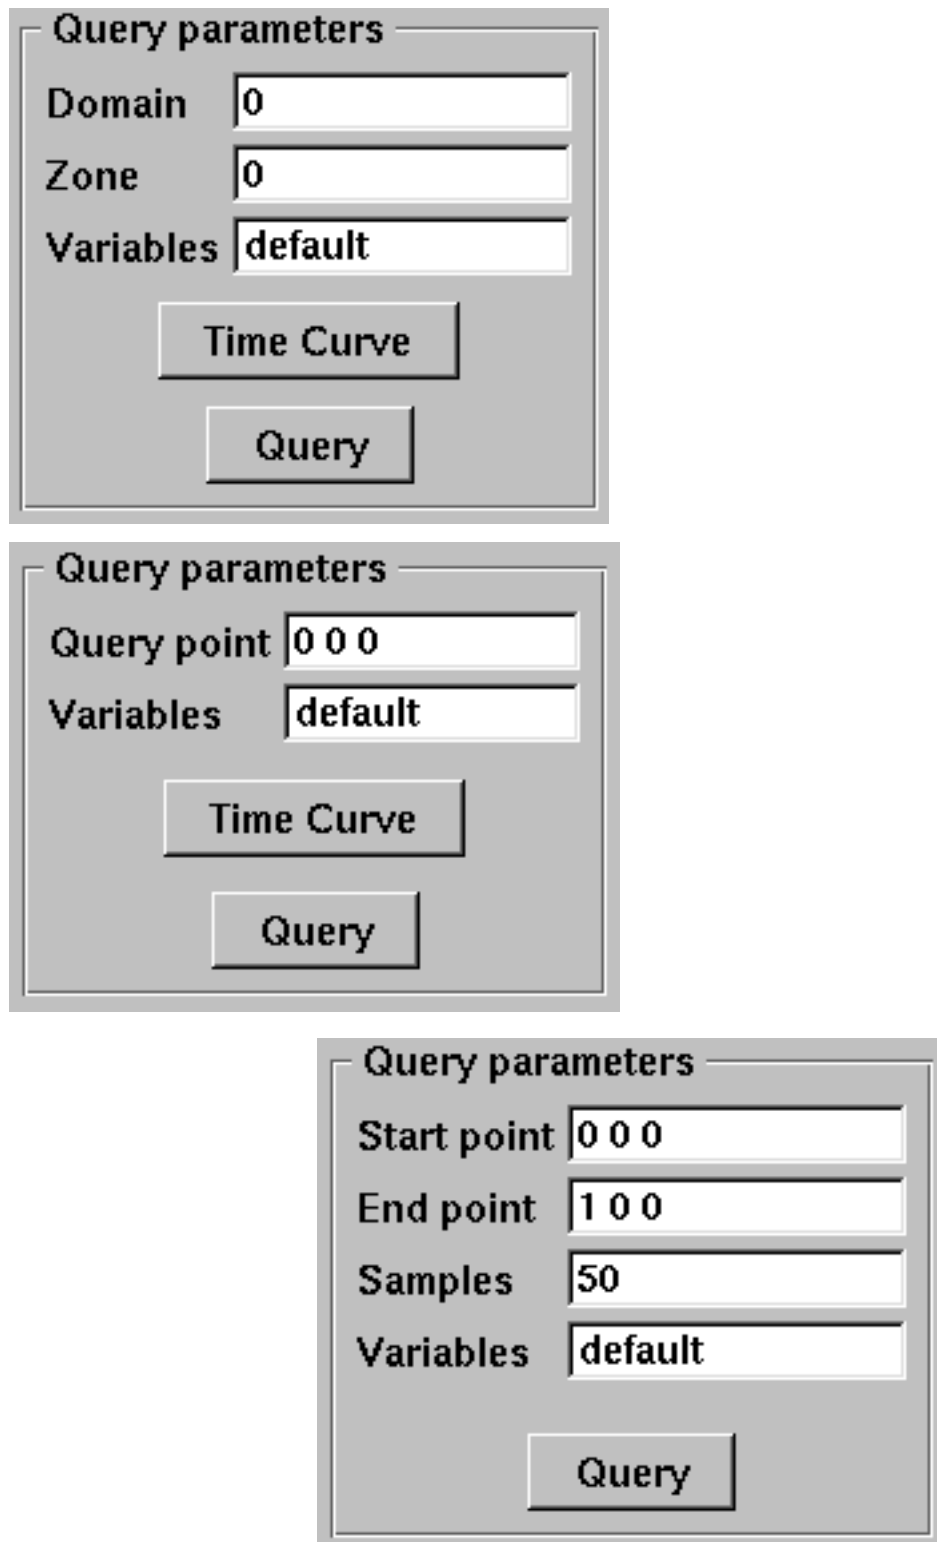 Query parameters
Domain 0
Zone 0
Variables default
Time Curve
Query
Query parameters
Query point 0 0 0
Variables default
Time Curve
Query
Query parameters
Start point 0 0 0
End point 1 0 0
Samples 50
Variables default
Query